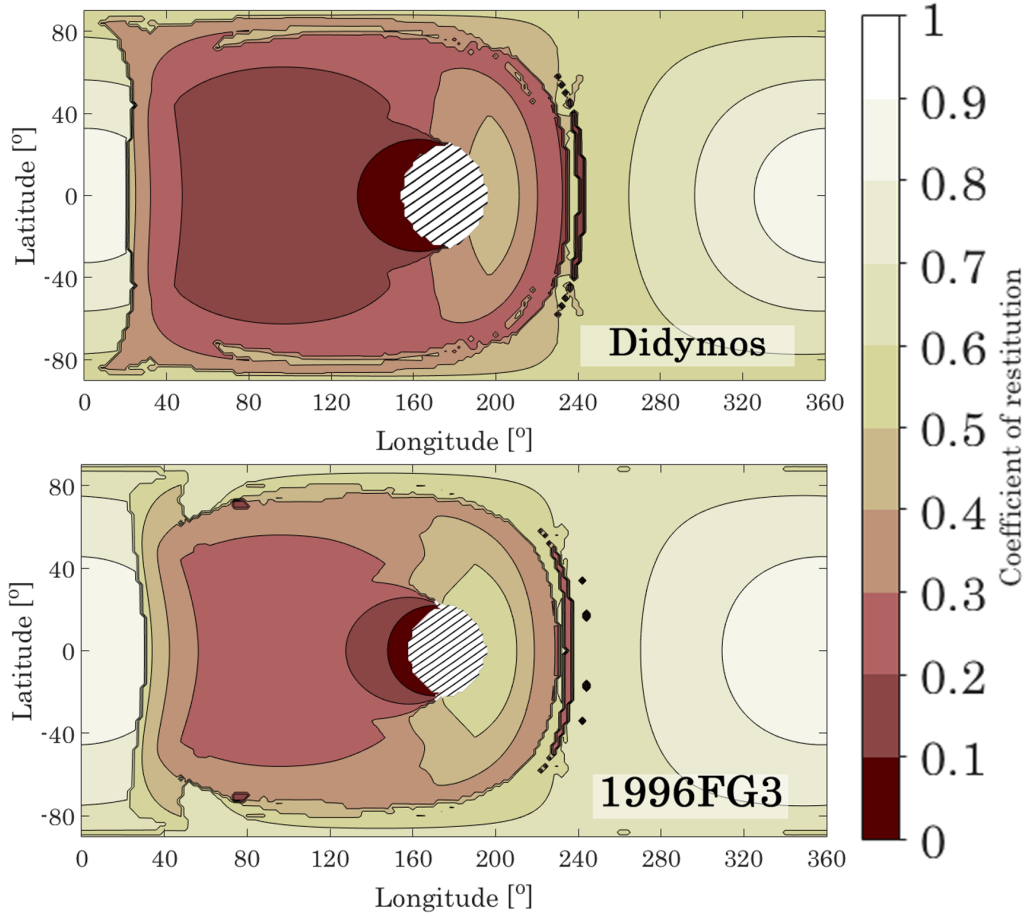 80
40
0
-40
-80
Latitude [º]
Didymos
0 40 80 120 160 200 240 280 320 360
Longitude [º]
80
40
0
-40
-80
Latitude [º]
1996FG3
0 40 80 120 160 200 240 280 320 360
Longitude [º]
1
0.9
0.8
0.7
0.6
0.5
0.4
0.3
0.2
0.1
0
Coefficient of restitution